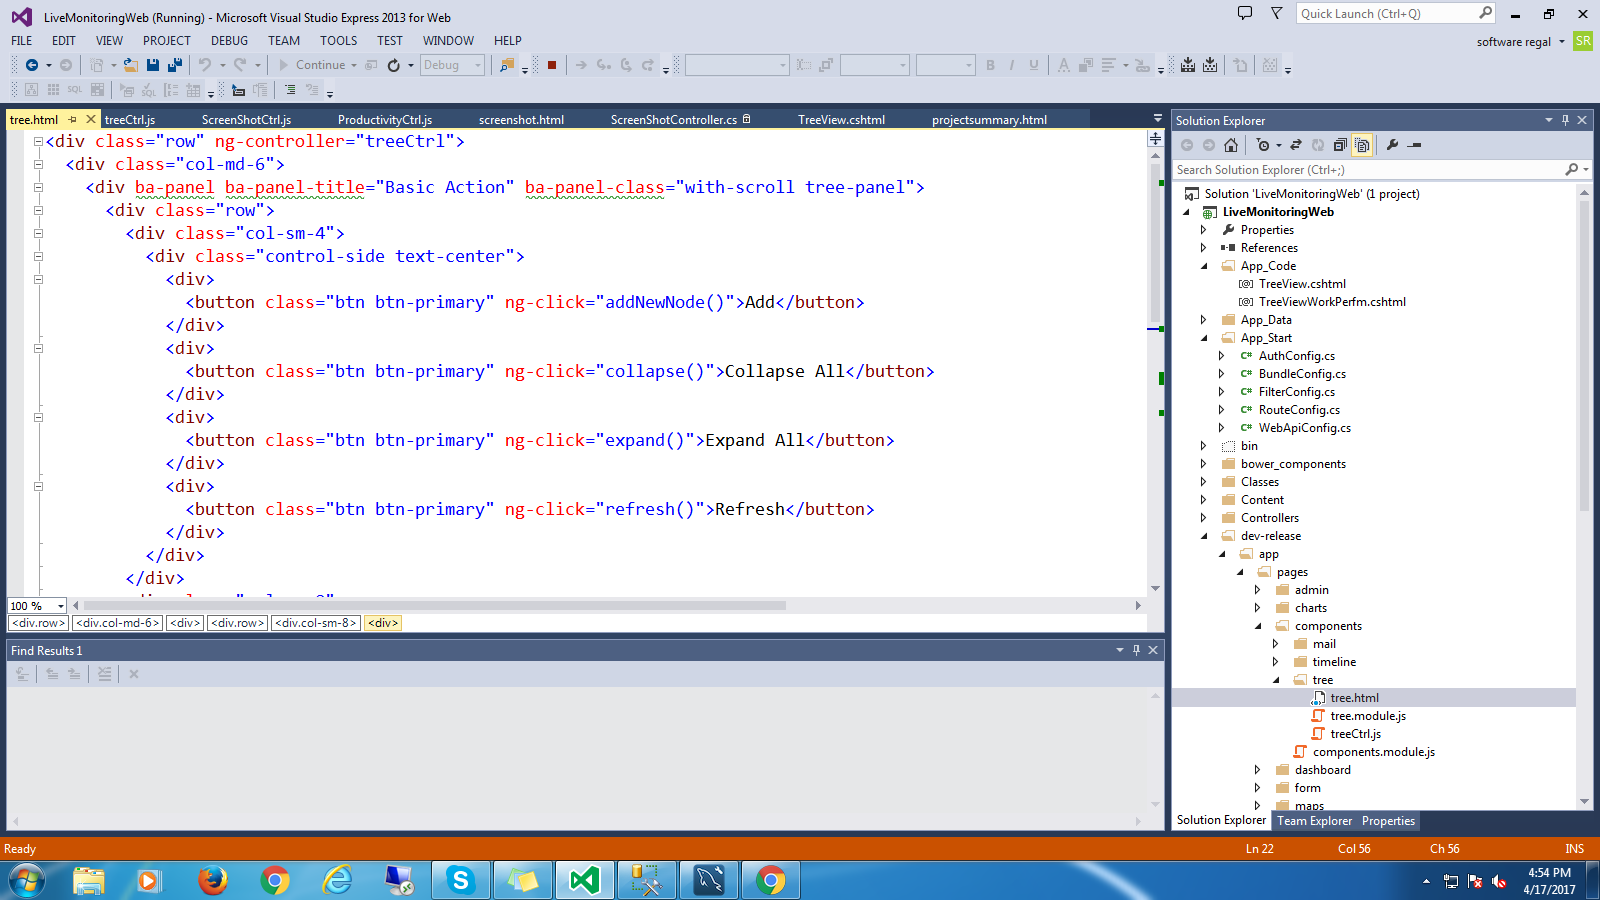 LiveMonitoringWeb (Running) - Microsoft Visual Studio Express 2013 for Web
Quick Launch (Ctrl+Q)
FILE EDIT VIEW PROJECT DEBUG TEAM TOOLS TEST WINDOW HELP
software regal SR
Continue Debug
B I U A
SQL SQL
tree.html treeCtrl.js ScreenShotCtrl.js ProductivityCtrl.js screenshot.html ScreenShotController.cs TreeView.cshtml projectsummary.html
<div class="row" ng-controller="treeCtrl">
<div class="col-md-6">
<div ba-panel ba-panel-title="Basic Action" ba-panel-class="with-scroll tree-panel">
<div class="row">
<div class="col-sm-4">
<div class="control-side text-center">
<div>
<button class="btn btn-primary" ng-click="addNewNode()">Add</button>
</div>
<div>
<button class="btn btn-primary" ng-click="collapse()">Collapse All</button>
</div>
<div>
<button class="btn btn-primary" ng-click="expand()">Expand All</button>
</div>
<div>
<button class="btn btn-primary" ng-click="refresh()">Refresh</button>
</div>
</div>
</div>
100 %
<div.row> <div.col-md-6> <div> <div.row> <div.col-sm-8> <div>
Find Results 1
Solution Explorer
Search Solution Explorer (Ctrl+;)
Solution 'LiveMonitoringWeb' (1 project)
LiveMonitoringWeb
Properties
References
App_Code
TreeView.cshtml
TreeViewWorkPerfm.cshtml
App_Data
App_Start
C# AuthConfig.cs
C# BundleConfig.cs
C# FilterConfig.cs
C# RouteConfig.cs
C# WebApiConfig.cs
bin
bower_components
Classes
Content
Controllers
dev-release
app
pages
admin
charts
components
mail
timeline
tree
tree.html
tree.module.js
treeCtrl.js
components.module.js
dashboard
form
maps
Solution Explorer Team Explorer Properties
Ready Ln 22 Col 56 Ch 56 INS
4:54 PM
4/17/2017